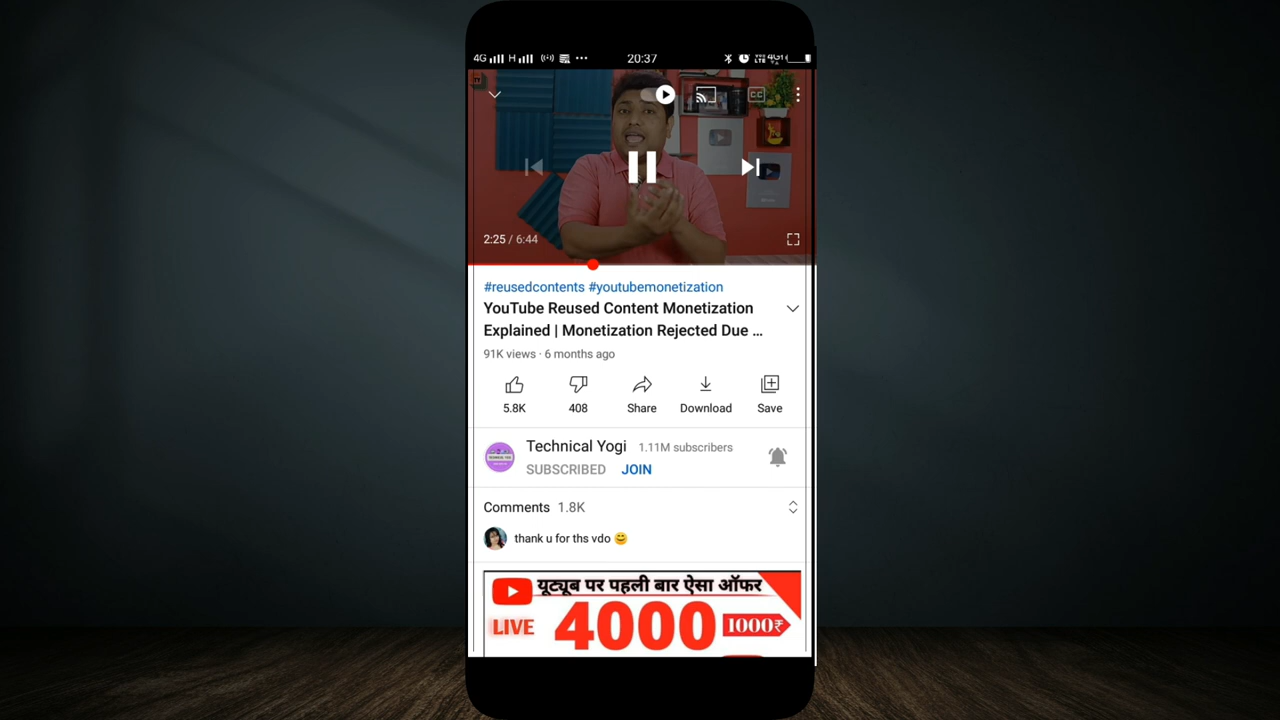 4G H 20:37
TY
CC
2:25 / 6:44
#reusedcontents #youtubemonetization
YouTube Reused Content Monetization
Explained | Monetization Rejected Due ...
91K views · 6 months ago
5.8K 408 Share Download Save
Technical Yogi 1.11M subscribers
SUBSCRIBED JOIN
Comments 1.8K
thank u for ths vdo 😄
यूट्यूब पर पहली बार ऐसा ऑफर
LIVE 4000 1000₹